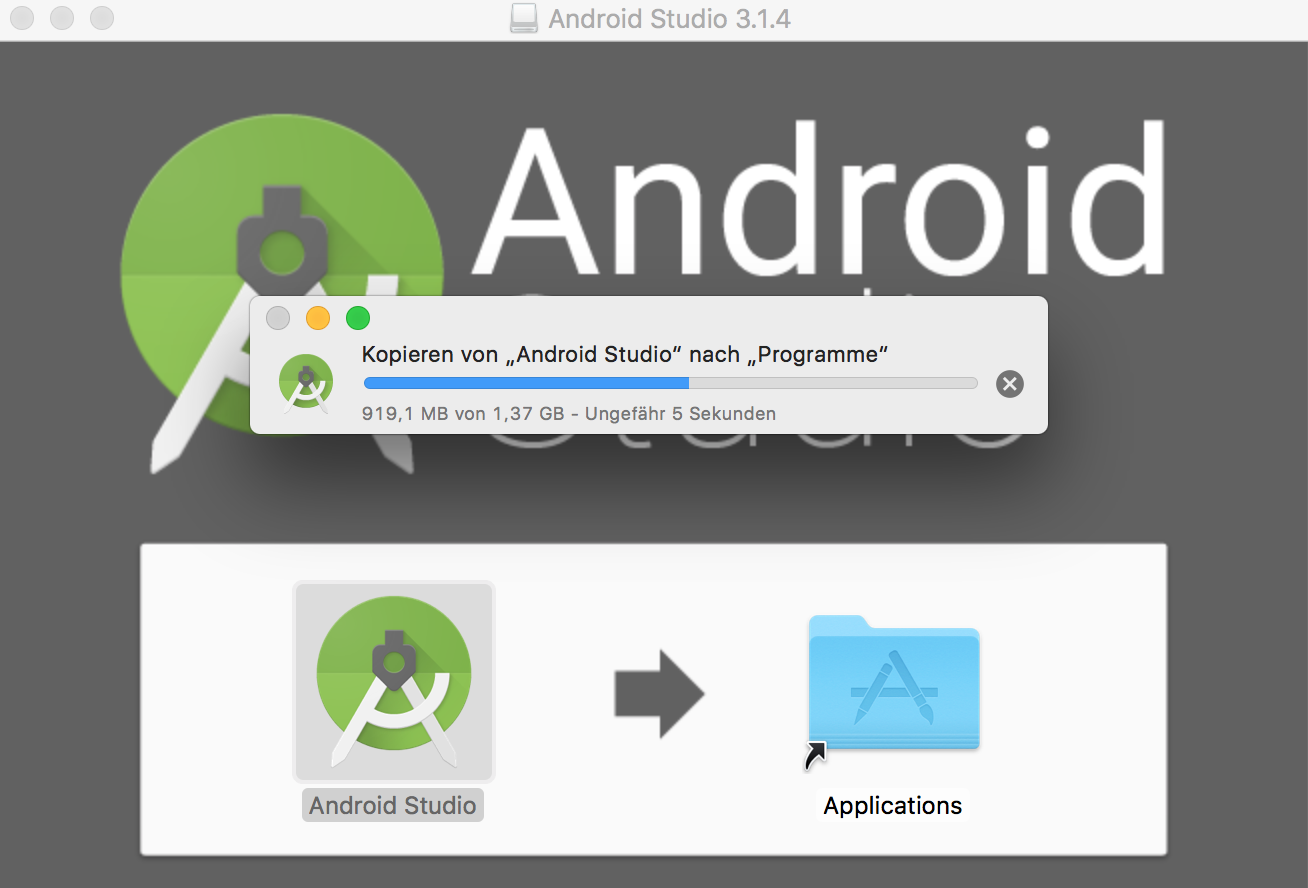 Android Studio 3.1.4
Android
Kopieren von „Android Studio“ nach „Programme“
919,1 MB von 1,37 GB - Ungefähr 5 Sekunden
Android Studio
Applications